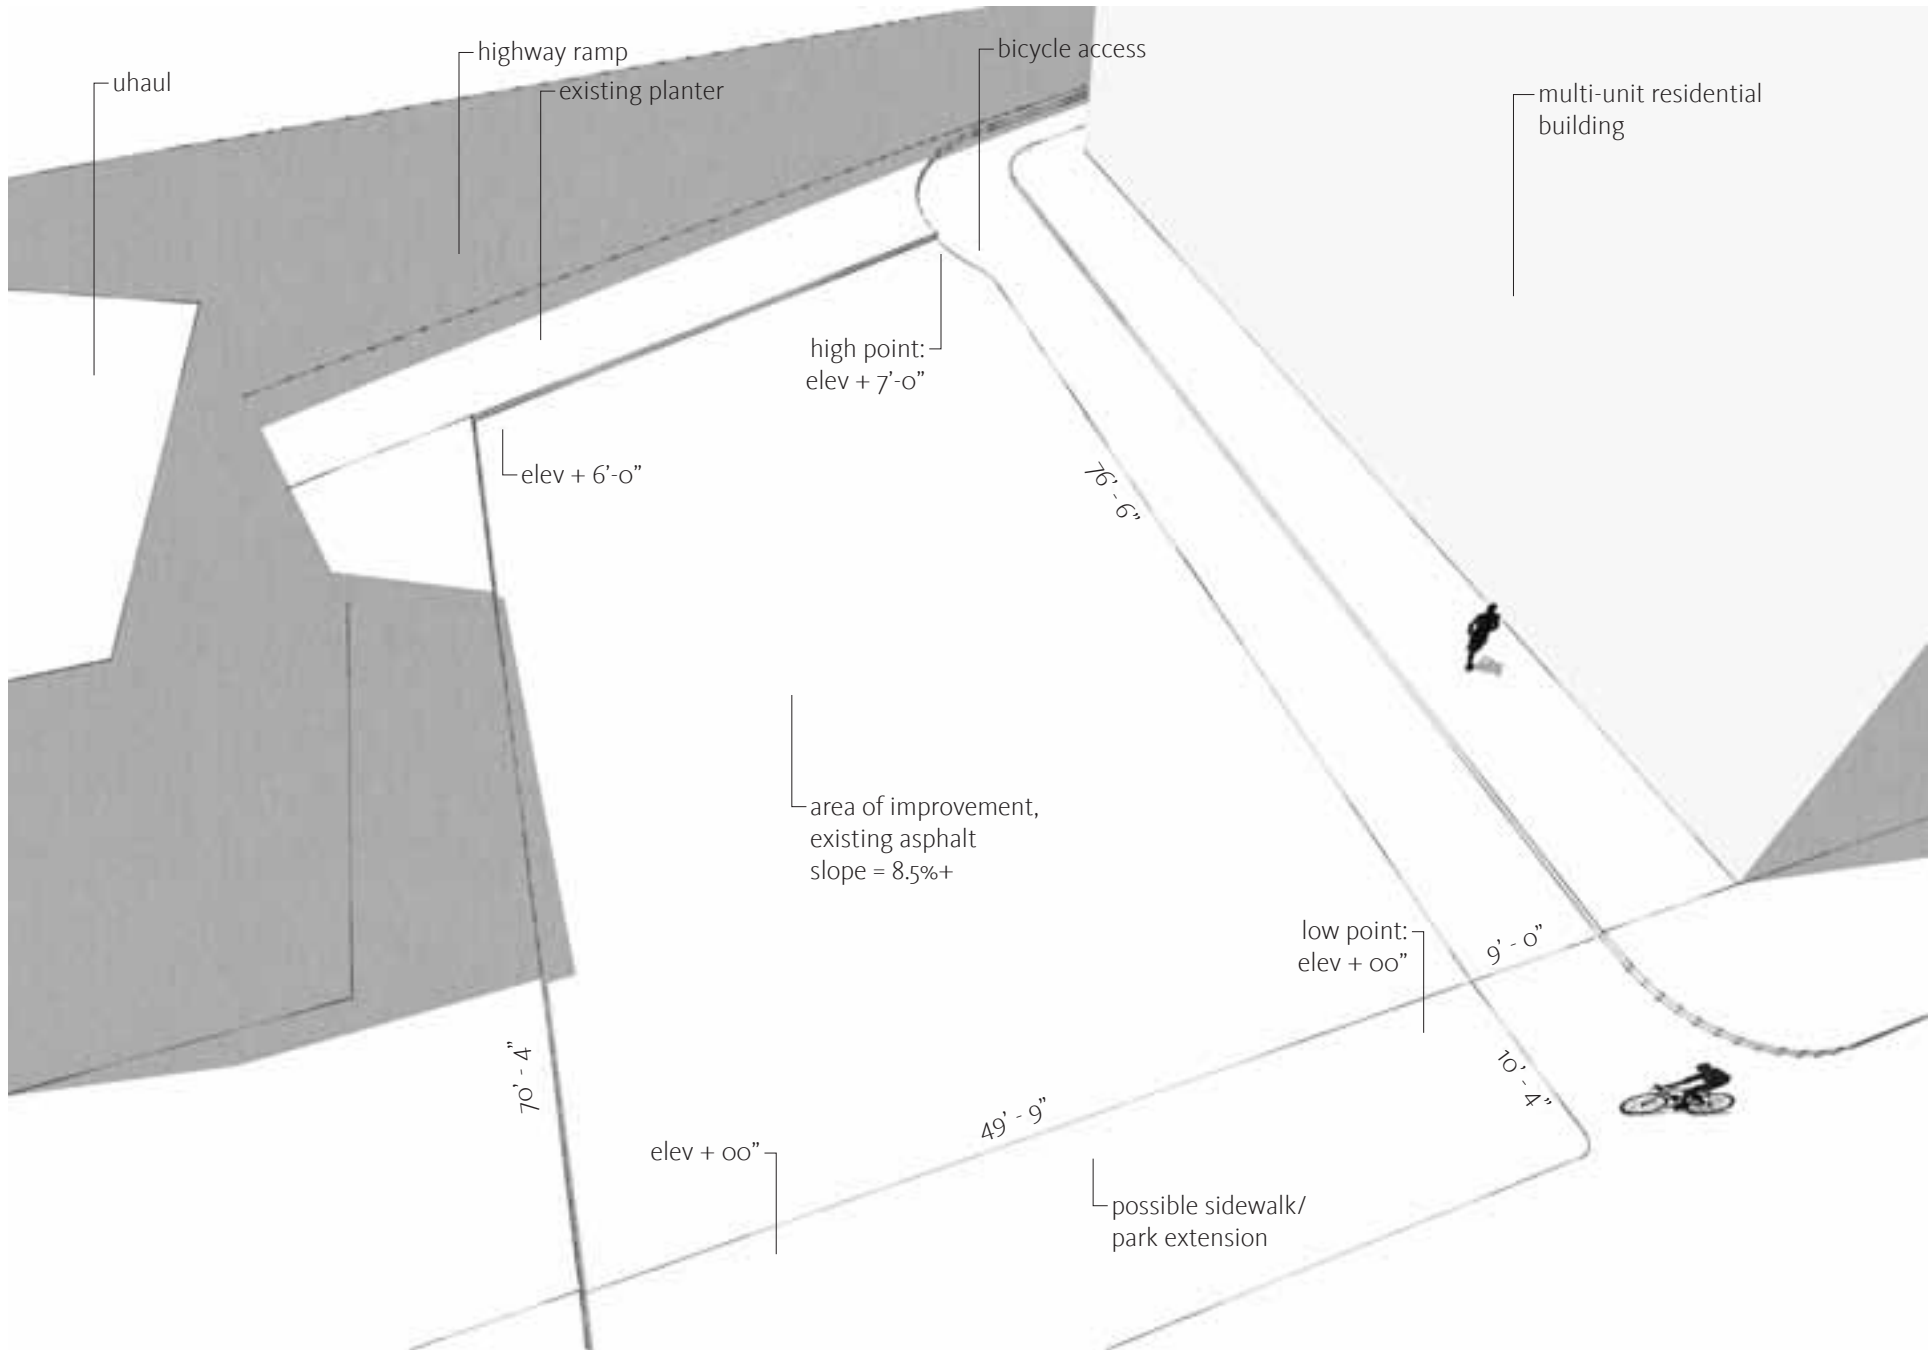 highway ramp
bicycle access
uhaul
existing planter
multi-unit residential
building
high point:
elev + 7’-0”
elev + 6’-0”
76’ - 6”
area of improvement,
existing asphalt
slope = 8.5%+
low point:
elev + 00”
9’ - 0”
70’ - 4”
10’ - 4”
49’ - 9”
elev + 00”
possible sidewalk/
park extension